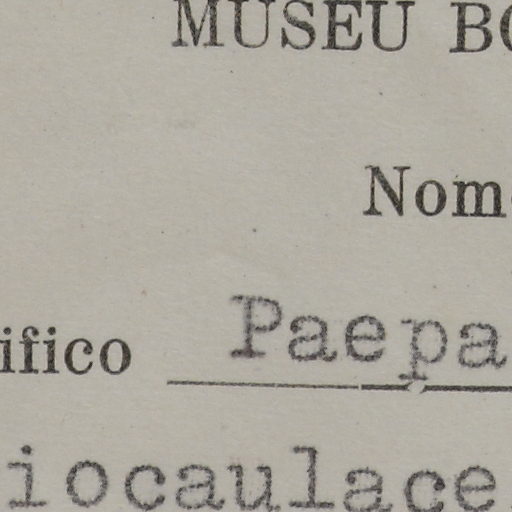 MUSEU BO
Nom
ifico Paepa
iocaulace